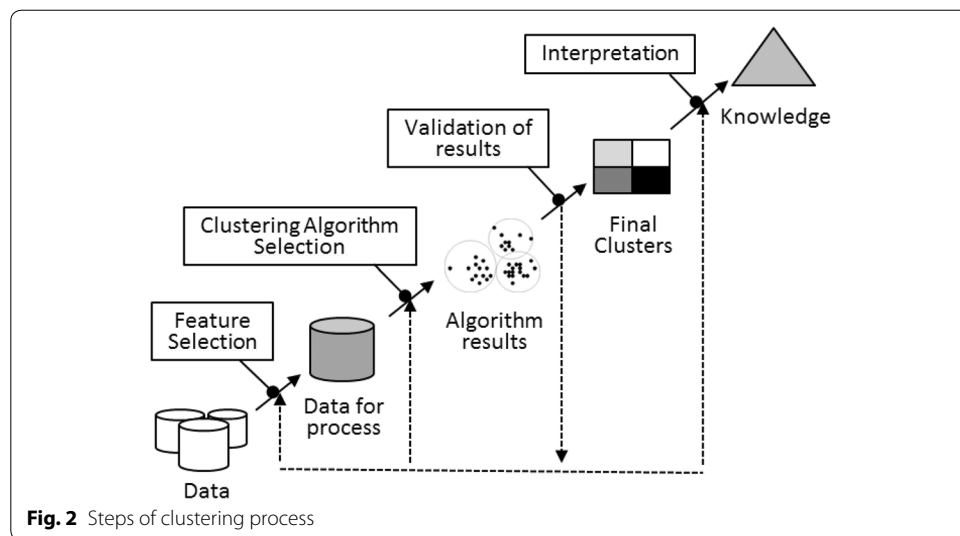 Interpretation
Knowledge
Validation of
results
Final
Clusters
Clustering Algorithm
Selection
Algorithm
results
Feature
Selection
Data for
process
Data
Fig. 2 Steps of clustering process